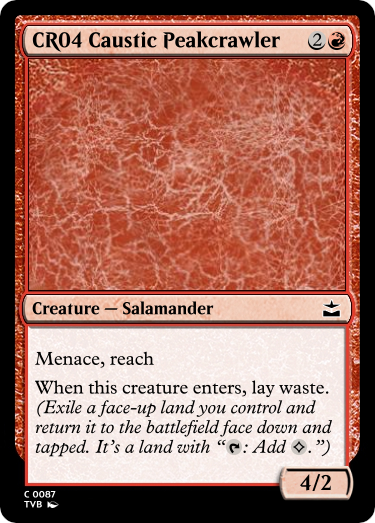 CR04 Caustic Peakcrawler 2
Creature — Salamander
Menace, reach
When this creature enters, lay waste.
(Exile a face-up land you control and
return it to the battlefield face down and
tapped. It's a land with “: Add .”)
4/2
C 0087
TVB